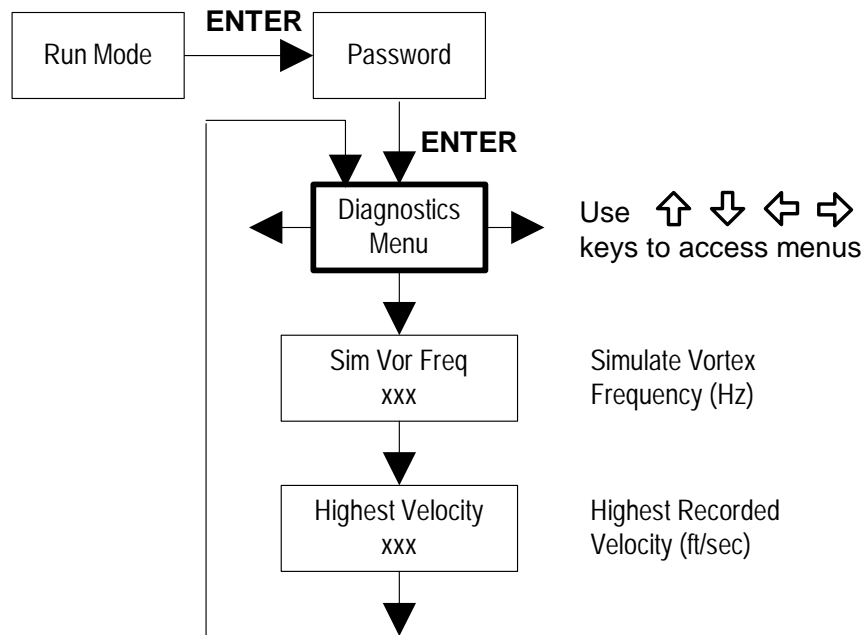 ENTER
Run Mode
Password
ENTER
Diagnostics
Menu
Use
keys to access menus
Sim Vor Freq
xxx
Simulate Vortex
Frequency (Hz)
Highest Velocity
xxx
Highest Recorded
Velocity (ft/sec)